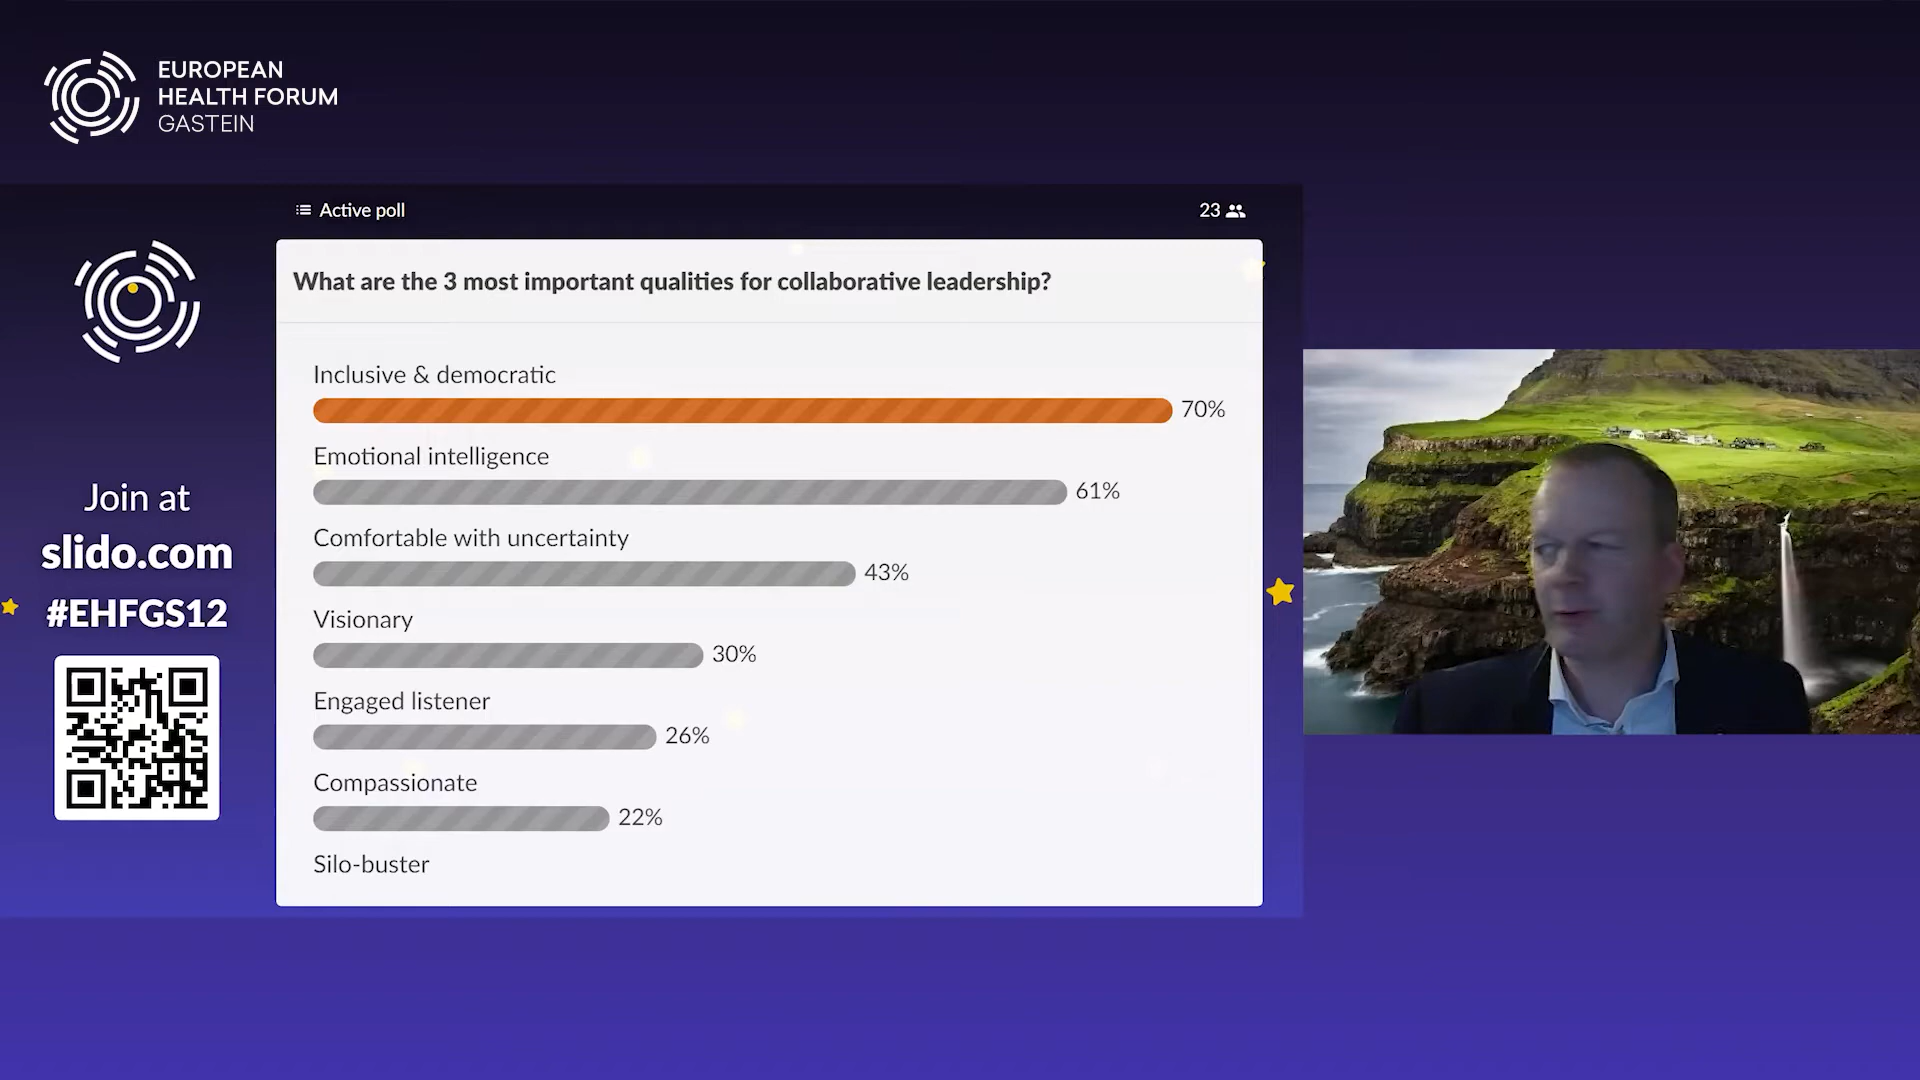 EUROPEAN
HEALTH FORUM
GASTEIN
Active poll
23
What are the 3 most important qualities for collaborative leadership?
Inclusive & democratic
70%
Emotional intelligence
61%
Comfortable with uncertainty
43%
Visionary
30%
Engaged listener
26%
Compassionate
22%
Silo-buster
Join at
slido.com
#EHFGS12